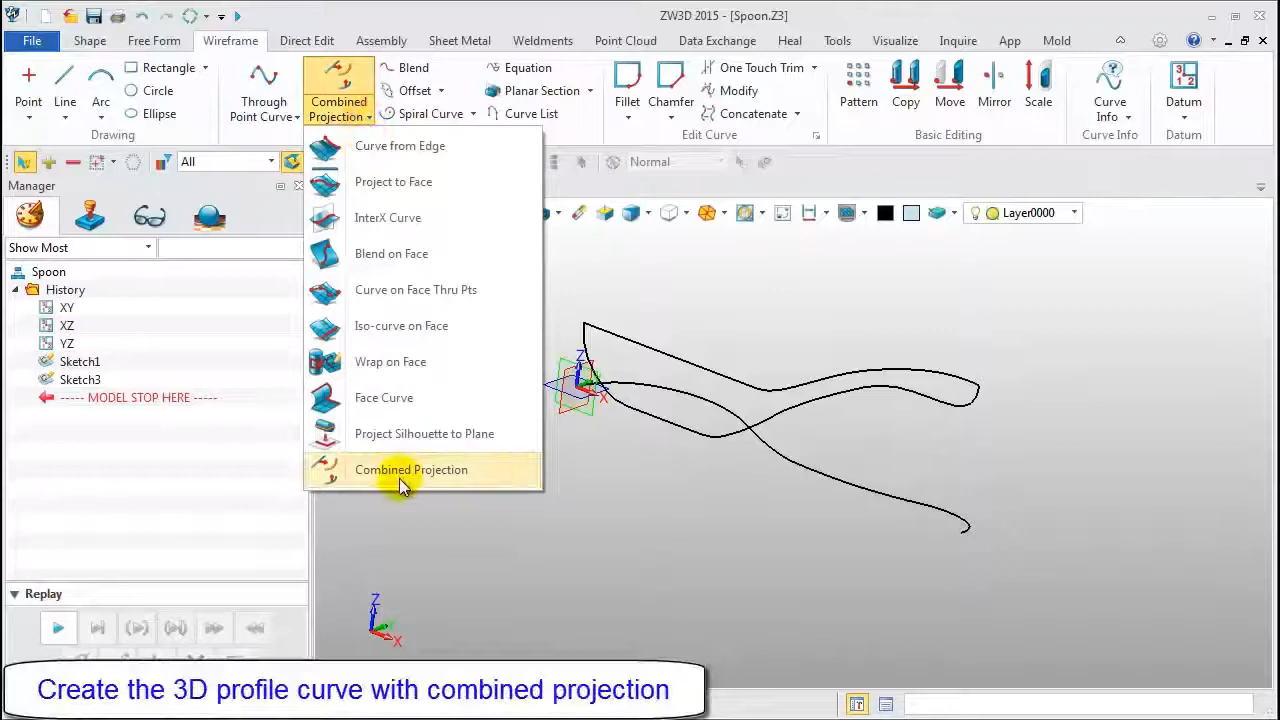 ZW3D 2015 - [Spoon.Z3]
File Shape Free Form Wireframe Direct Edit Assembly Sheet Metal Weldments Point Cloud Data Exchange Heal Tools Visualize Inquire App Mold
Point Line Arc Rectangle Circle Ellipse
Drawing
Through Point Curve
Combined Projection
Blend Offset Spiral Curve
Equation Planar Section Curve List
Fillet Chamfer One Touch Trim Modify Concatenate
Edit Curve
Pattern Copy Move Mirror Scale
Basic Editing
Curve Info
Curve Info
Datum
Datum
All
Normal
Manager
Layer0000
Show Most
Spoon
History
XY
XZ
YZ
Sketch1
Sketch3
----- MODEL STOP HERE -----
Curve from Edge
Project to Face
InterX Curve
Blend on Face
Curve on Face Thru Pts
Iso-curve on Face
Wrap on Face
Face Curve
Project Silhouette to Plane
Combined Projection
Z
X
Replay
Z
X
Create the 3D profile curve with combined projection